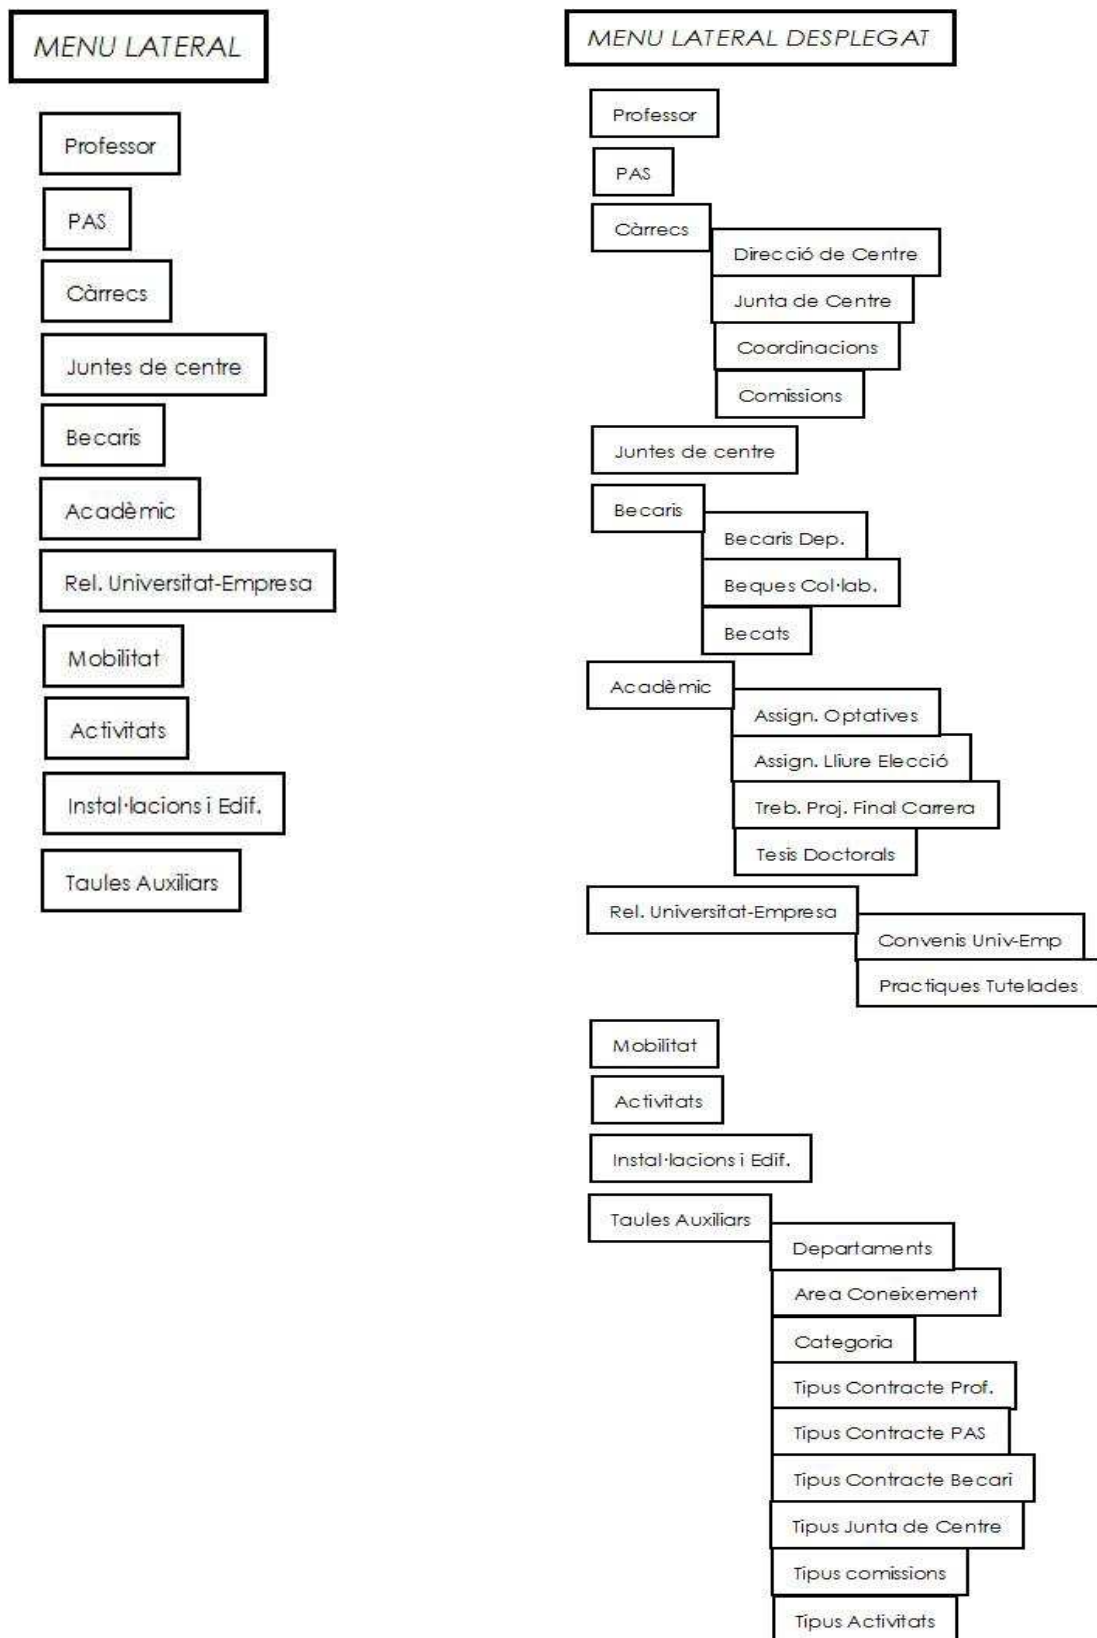 MENU LATERAL
Professor
PAS
Càrrecs
Juntes de centre
Becaris
Acadèmic
Rel. Universitat-Empresa
Mobilitat
Activitats
Instal·lacions i Edif.
Taules Auxiliars
MENU LATERAL DESPLEGAT
Professor
PAS
Càrrecs
Direcció de Centre
Junta de Centre
Coordinacions
Comissions
Juntes de centre
Becaris
Becaris Dep.
Beques Col·lab.
Becats
Acadèmic
Assign. Optatives
Assign. Lliure Elecció
Treb. Proj. Final Carrera
Tesis Doctorals
Rel. Universitat-Empresa
Convenis Univ-Emp
Practiques Tutelades
Mobilitat
Activitats
Instal·lacions i Edif.
Taules Auxiliars
Departaments
Area Coneixement
Categoria
Tipus Contracte Prof.
Tipus Contracte PAS
Tipus Contracte Becari
Tipus Junta de Centre
Tipus comissions
Tipus Activitats